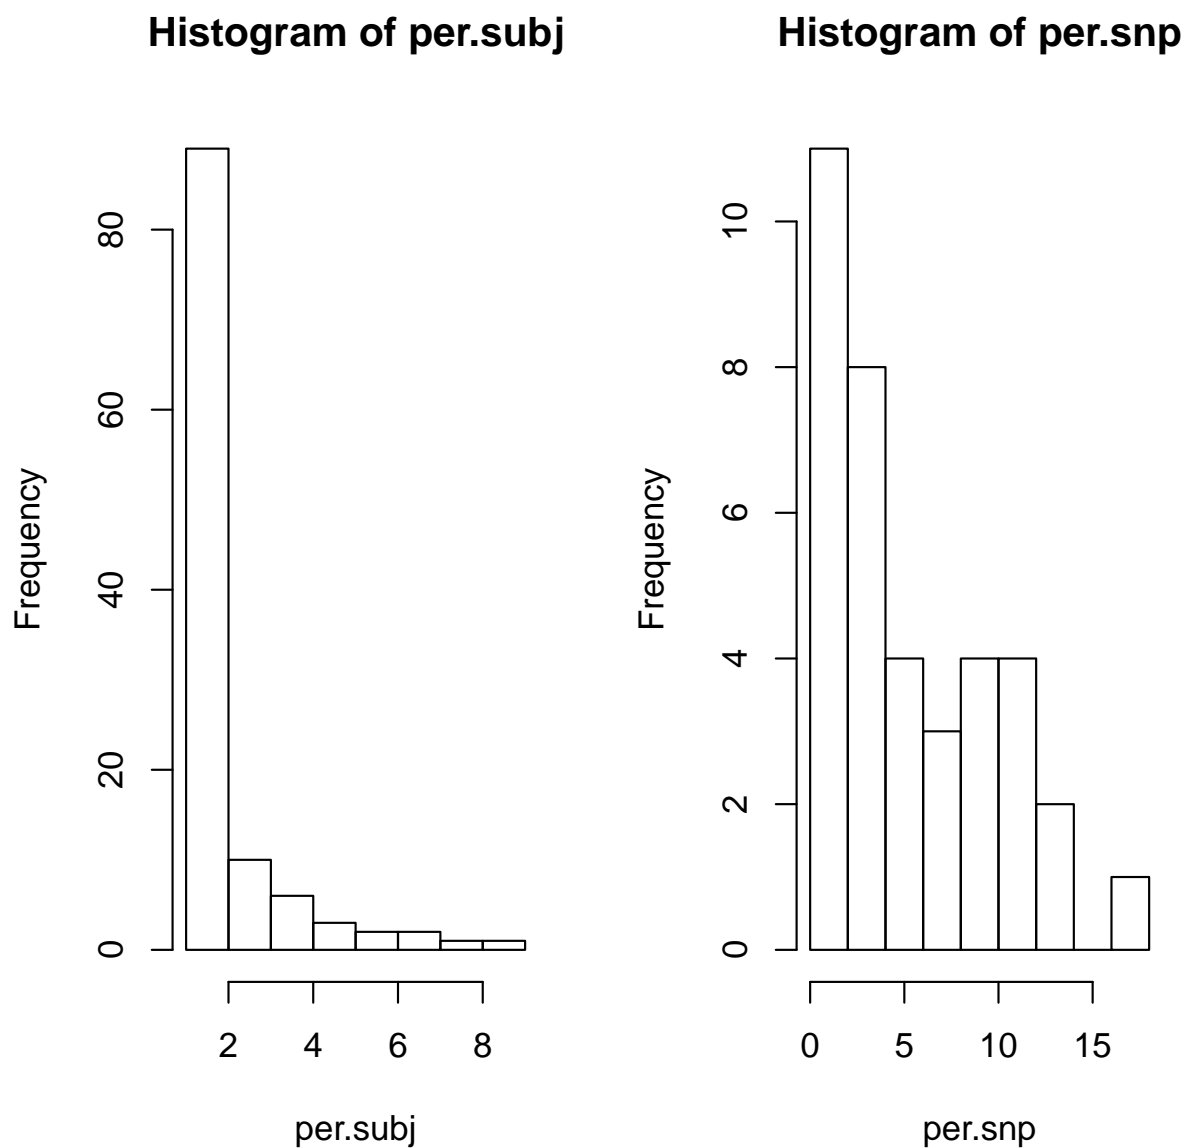 Histogram of per.subj
Frequency
80
60
40
20
0
2 4 6 8
per.subj
Histogram of per.snp
Frequency
10
8
6
4
2
0
0 5 10 15
per.snp